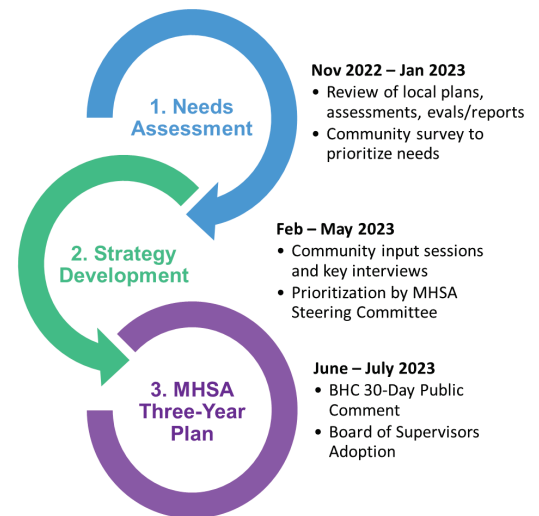 1. Needs
Assessment
Nov 2022 – Jan 2023
• Review of local plans,
assessments, evals/reports
• Community survey to
prioritize needs
2. Strategy
Development
Feb – May 2023
• Community input sessions
and key interviews
• Prioritization by MHSA
Steering Committee
3. MHSA
Three-Year
Plan
June – July 2023
• BHC 30-Day Public
Comment
• Board of Supervisors
Adoption